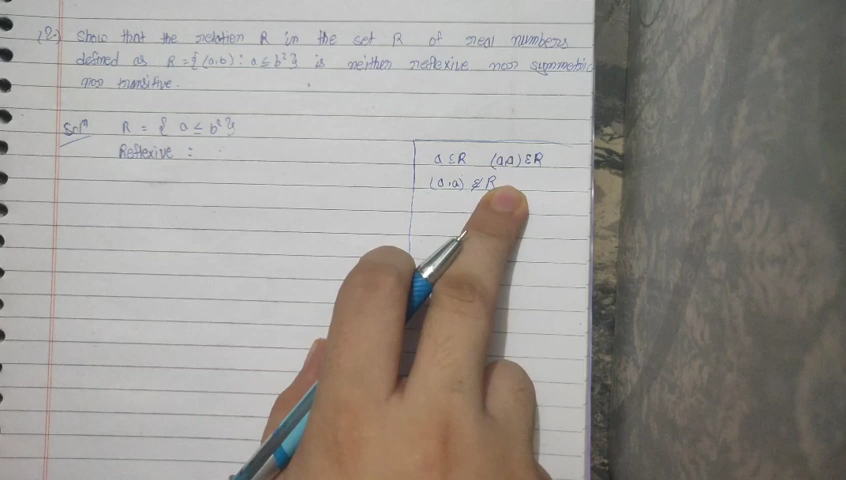 (2.) Show that the relation R in the set R of real numbers
defined as R = {(a,b) : a ≤ b²} is neither reflexive nor symmetric
nor transitive.
Solⁿ R = { a ≤ b²}
Reflexive :
a ∈ R (a,a) ∈ R
(a,a) ∉ R